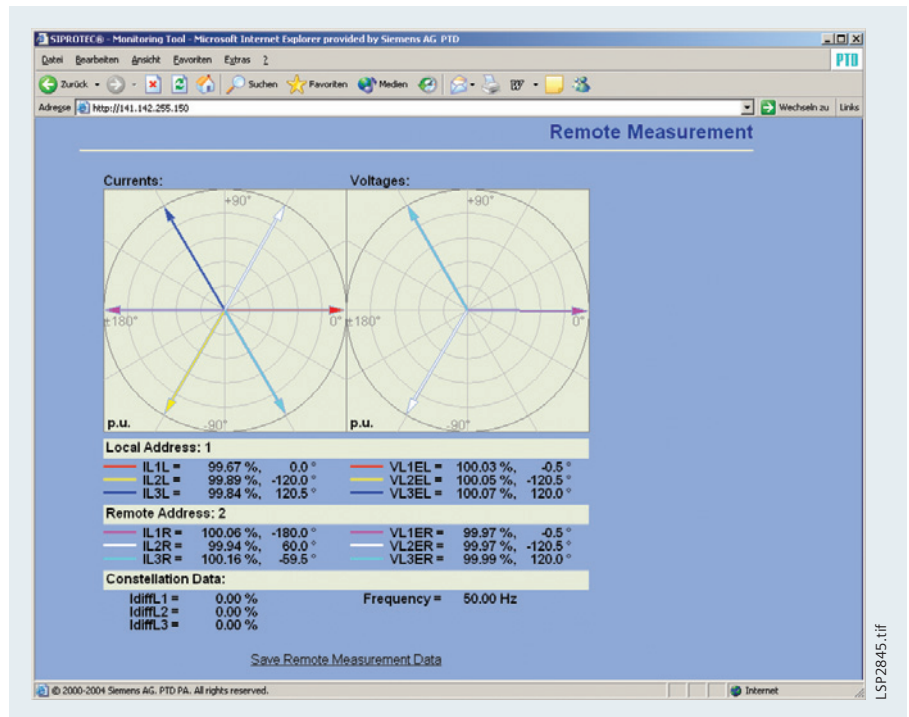 SIPROTEC® - Monitoring Tool - Microsoft Internet Explorer provided by Siemens AG PTD
Datei Bearbeiten Ansicht Favoriten Extras ?
PTD
Zurück Suchen Favoriten Medien
Adresse http://141.142.255.150 Wechseln zu Links
Remote Measurement
Currents: Voltages:
+90° +90°
±180° 0° ±180° 0°
p.u. -90° p.u. -90°
Local Address: 1
IL1L = 99.67 %, 0.0 ° VL1EL = 100.03 %, -0.5 °
IL2L = 99.89 %, -120.0 ° VL2EL = 100.05 %, -120.5 °
IL3L = 99.84 %, 120.5 ° VL3EL = 100.07 %, 120.0 °
Remote Address: 2
IL1R = 100.06 %, -180.0 ° VL1ER = 99.97 %, -0.5 °
IL2R = 99.94 %, 60.0 ° VL2ER = 99.97 %, -120.5 °
IL3R = 100.16 %, -59.5 ° VL3ER = 99.99 %, 120.0 °
Constellation Data:
IdiffL1 = 0.00 % Frequency = 50.00 Hz
IdiffL2 = 0.00 %
IdiffL3 = 0.00 %
Save Remote Measurement Data
© 2000-2004 Siemens AG. PTD PA. All rights reserved. Internet
LSP2845.tif